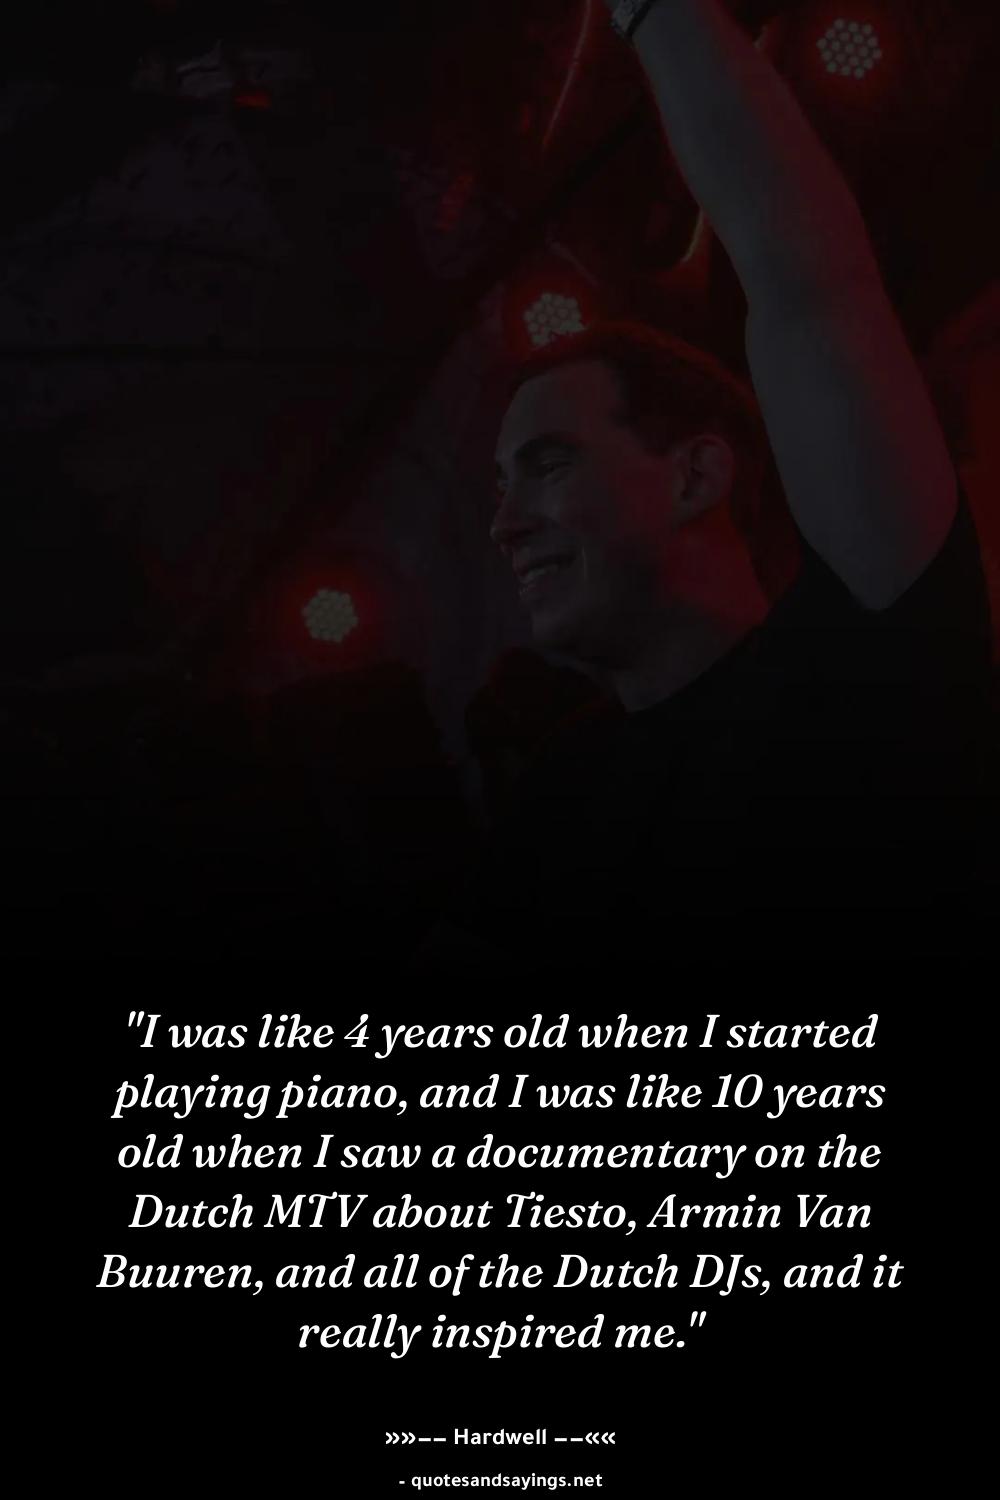 "I was like 4 years old when I started
playing piano, and I was like 10 years
old when I saw a documentary on the
Dutch MTV about Tiesto, Armin Van
Buuren, and all of the Dutch DJs, and it
really inspired me."
»»–– Hardwell ––««
- quotesandsayings.net